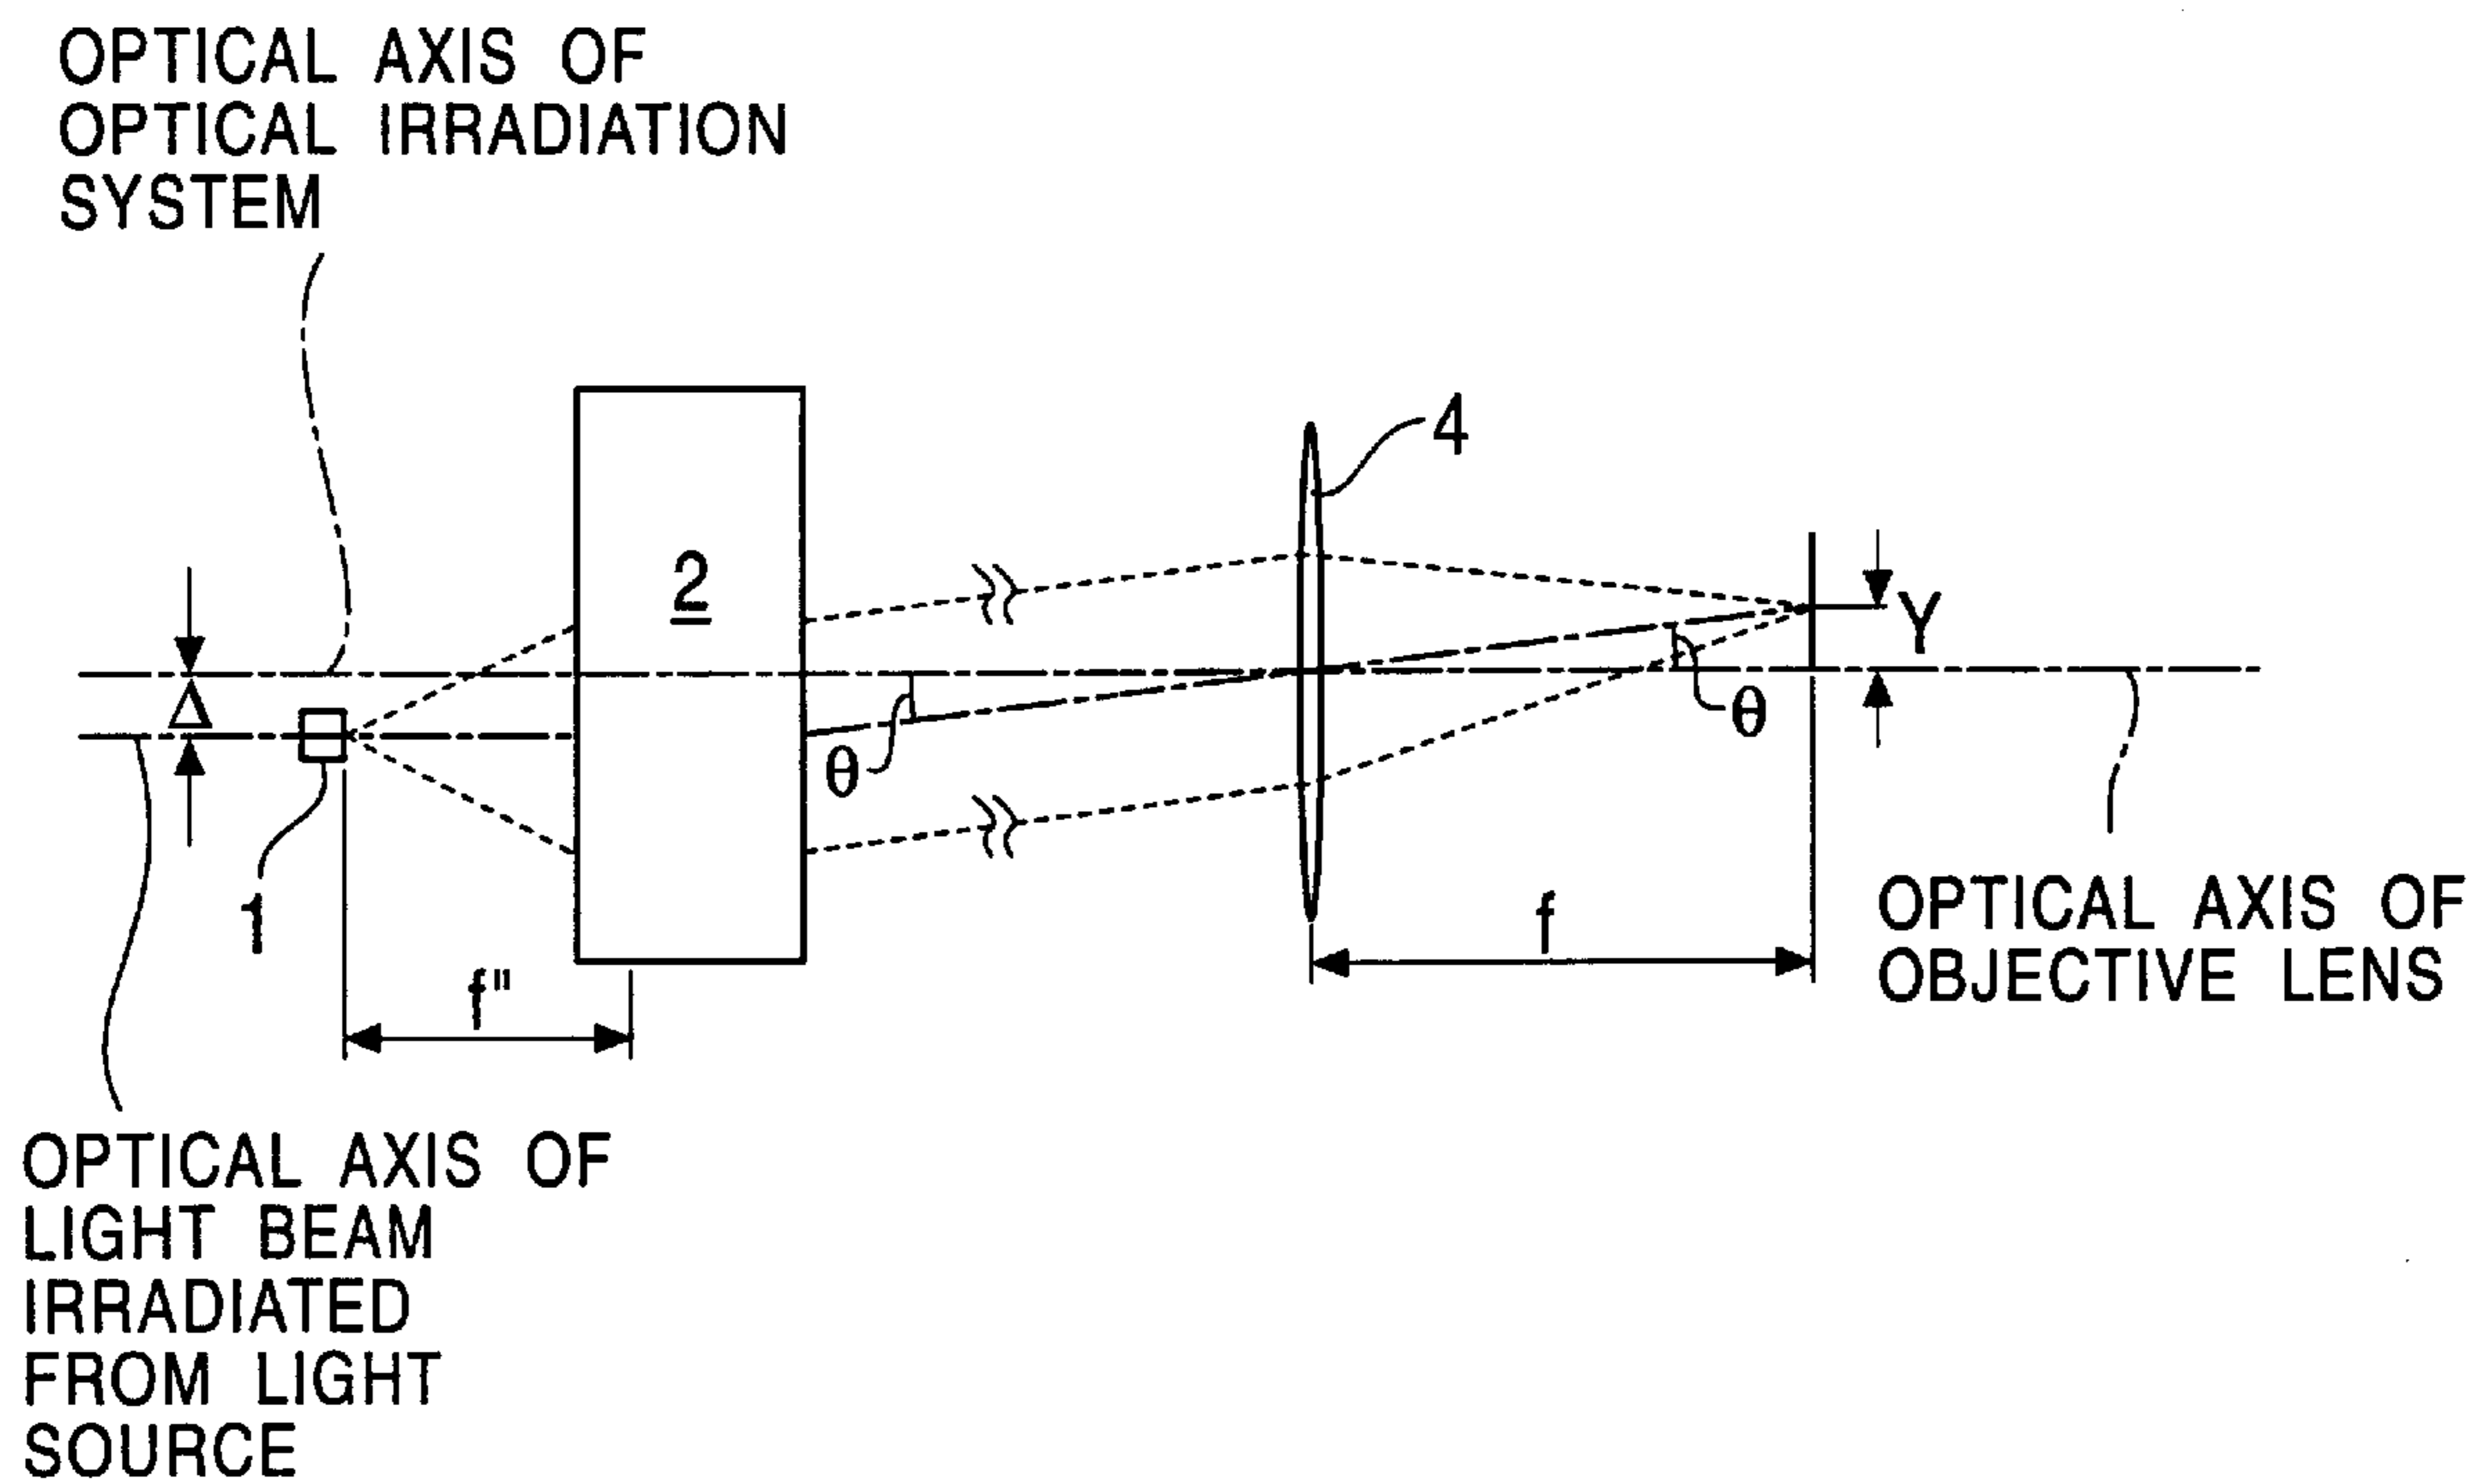 OPTICAL AXIS OF
OPTICAL IRRADIATION
SYSTEM
4
2
Y
Δ
θ
θ
1
f
f"
OPTICAL AXIS OF
OBJECTIVE LENS
OPTICAL AXIS OF
LIGHT BEAM
IRRADIATED
FROM LIGHT
SOURCE